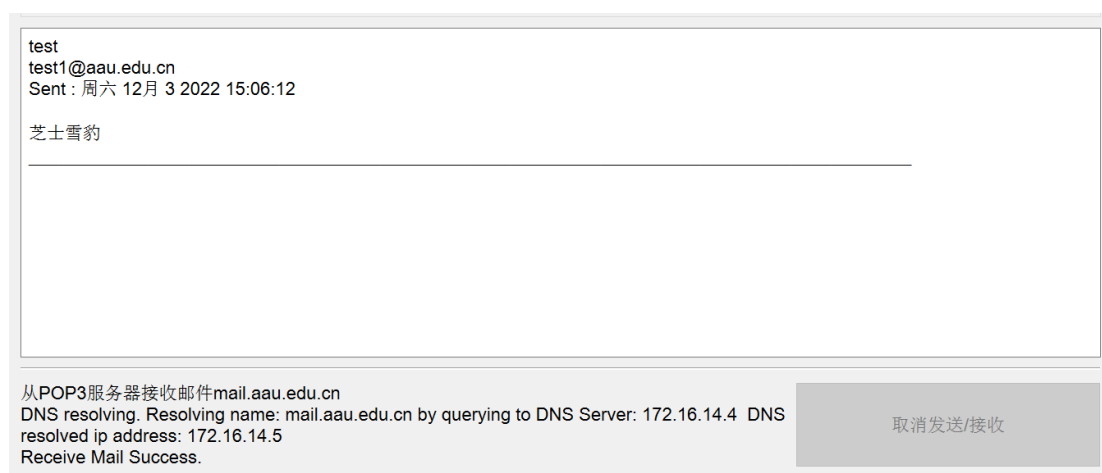 test
test1@aau.edu.cn
Sent : 周六 12月 3 2022 15:06:12
芝士雪豹
从POP3服务器接收邮件mail.aau.edu.cn
DNS resolving. Resolving name: mail.aau.edu.cn by querying to DNS Server: 172.16.14.4  DNS
resolved ip address: 172.16.14.5
Receive Mail Success.
取消发送/接收